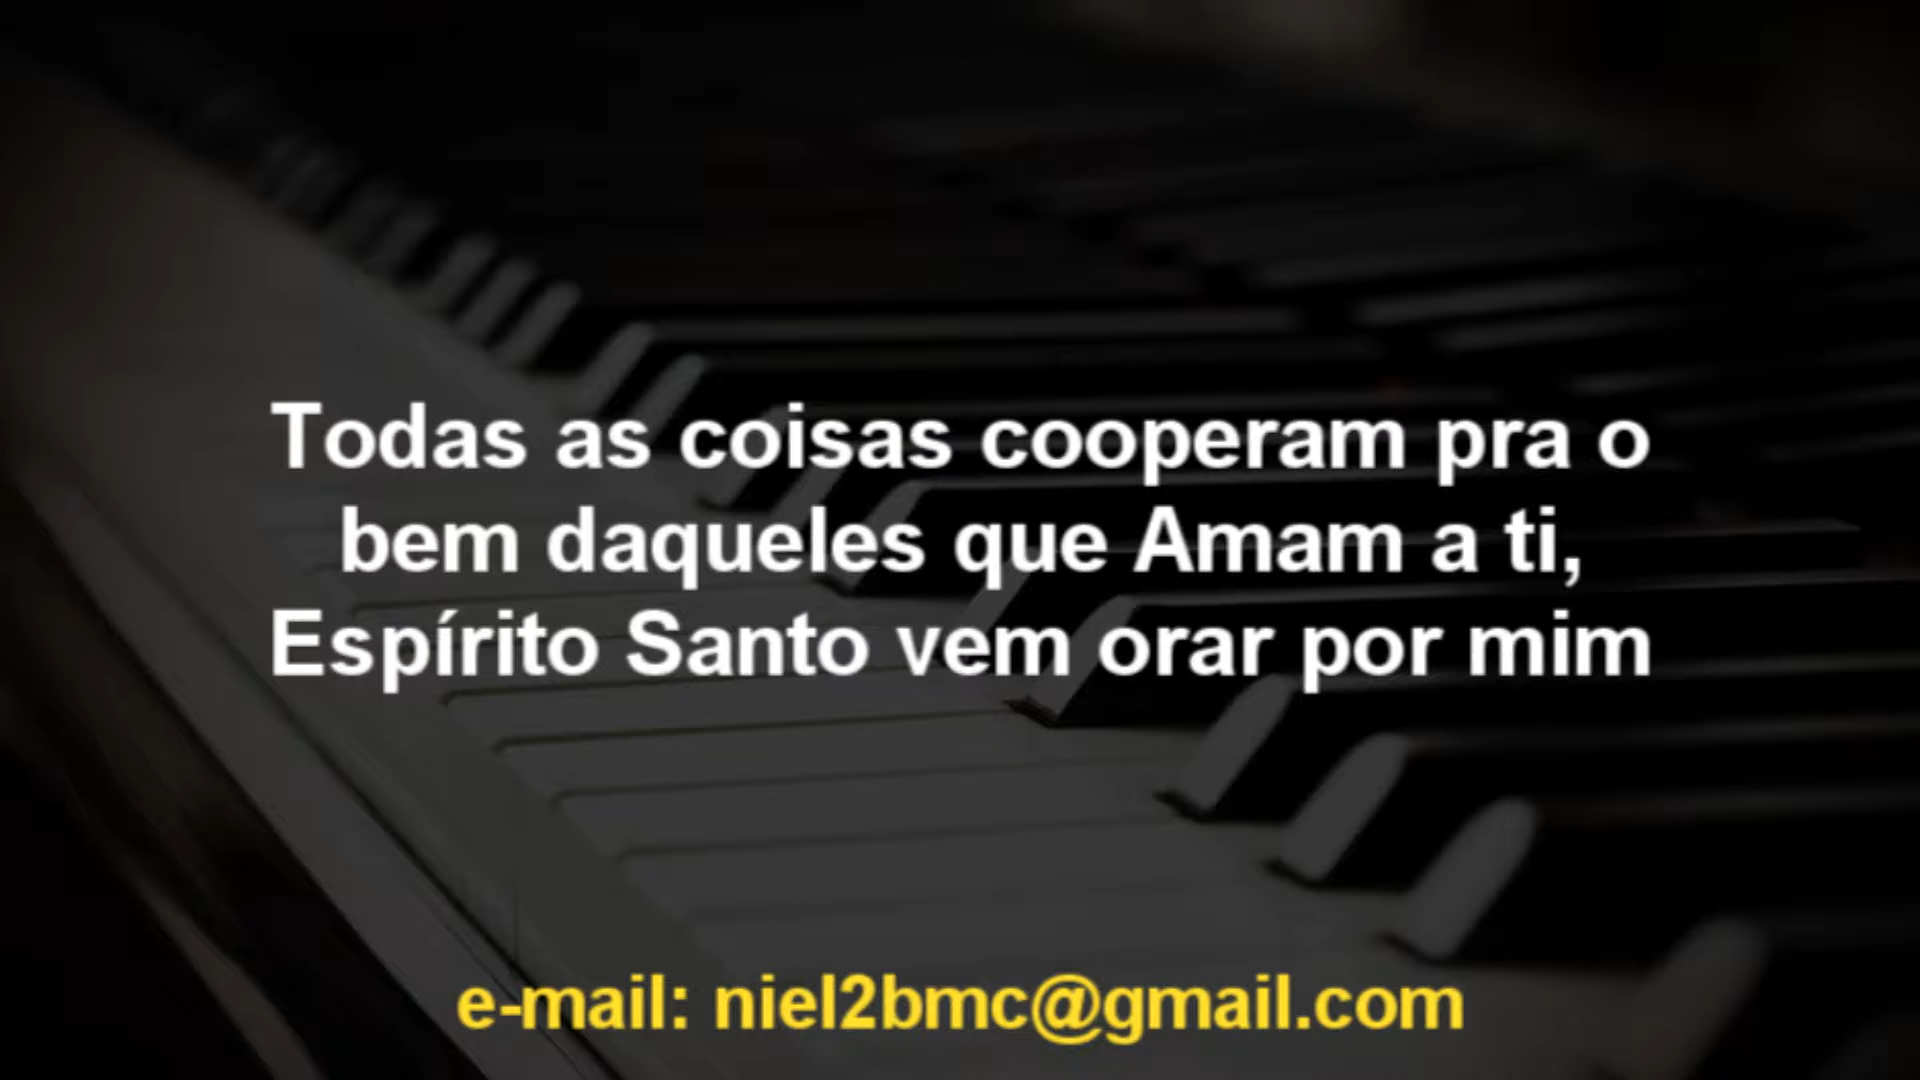 Todas as coisas cooperam pra o
bem daqueles que Amam a ti,
Espírito Santo vem orar por mim
e-mail: niel2bmc@gmail.com